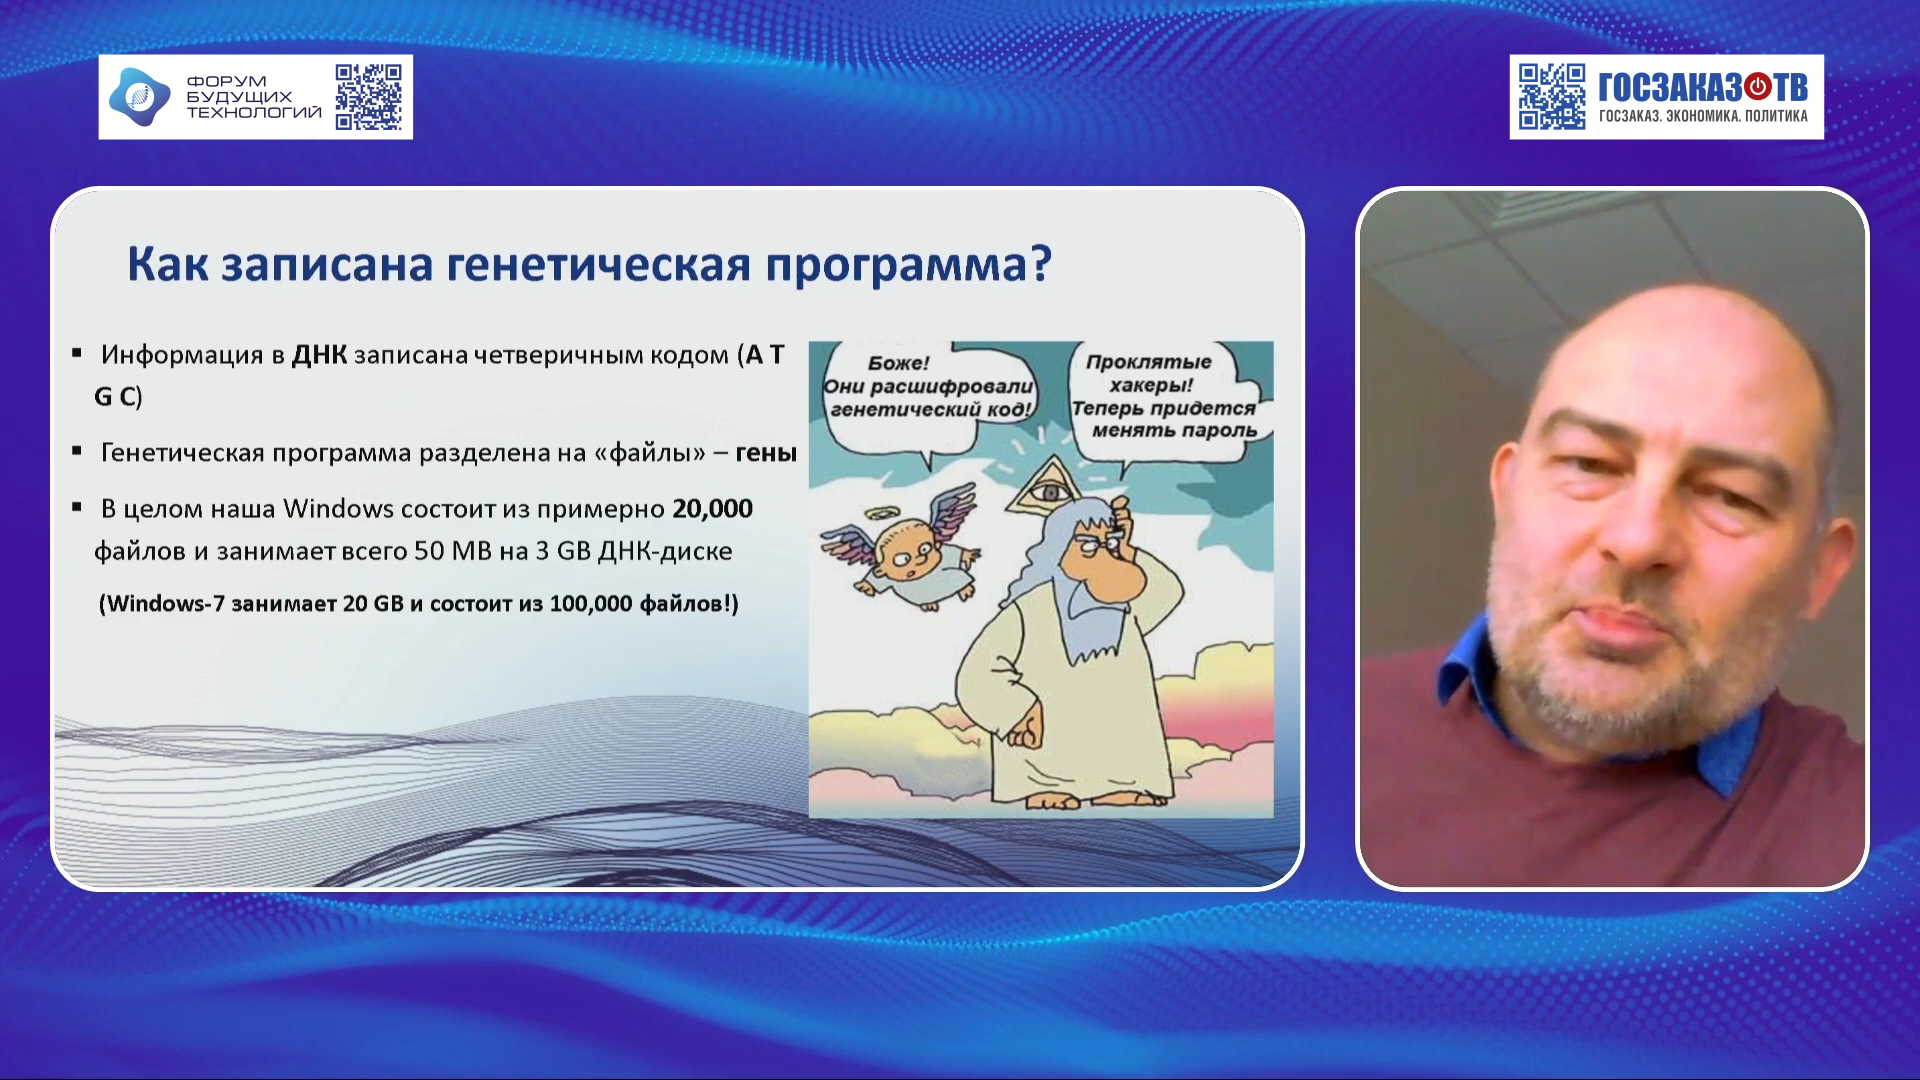 ФОРУМ
БУДУЩИХ
ТЕХНОЛОГИЙ
ГОСЗАКАЗ ТВ
ГОСЗАКАЗ. ЭКОНОМИКА. ПОЛИТИКА
Как записана генетическая программа?
▪ Информация в ДНК записана четверичным кодом (A T
G C)
▪ Генетическая программа разделена на «файлы» – гены
▪ В целом наша Windows состоит из примерно 20,000
файлов и занимает всего 50 MB на 3 GB ДНК-диске
(Windows-7 занимает 20 GB и состоит из 100,000 файлов!)
Боже!
Они расшифровали
генетический код!
Проклятые
хакеры!
Теперь придется
менять пароль